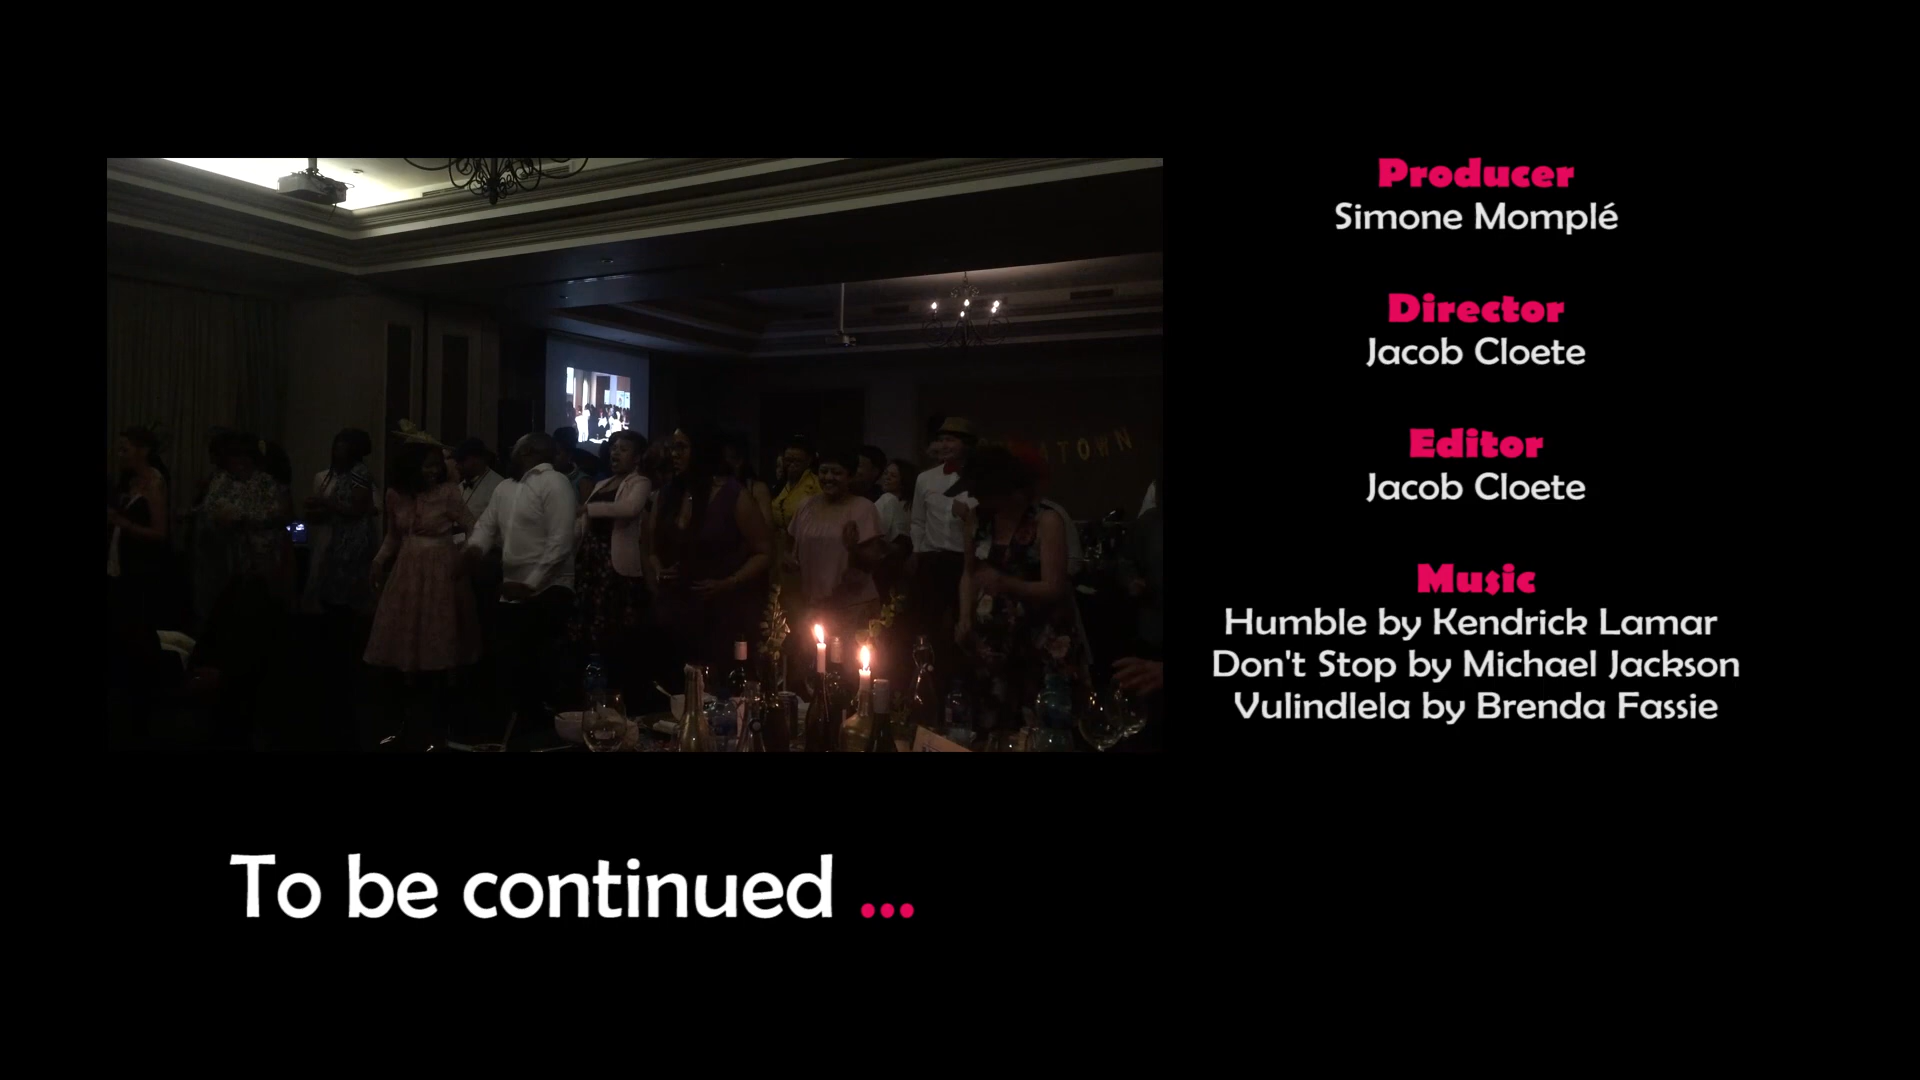 Producer
Simone Momplé
Director
Jacob Cloete
Editor
Jacob Cloete
Music
Humble by Kendrick Lamar
Don't Stop by Michael Jackson
Vulindlela by Brenda Fassie
To be continued ...